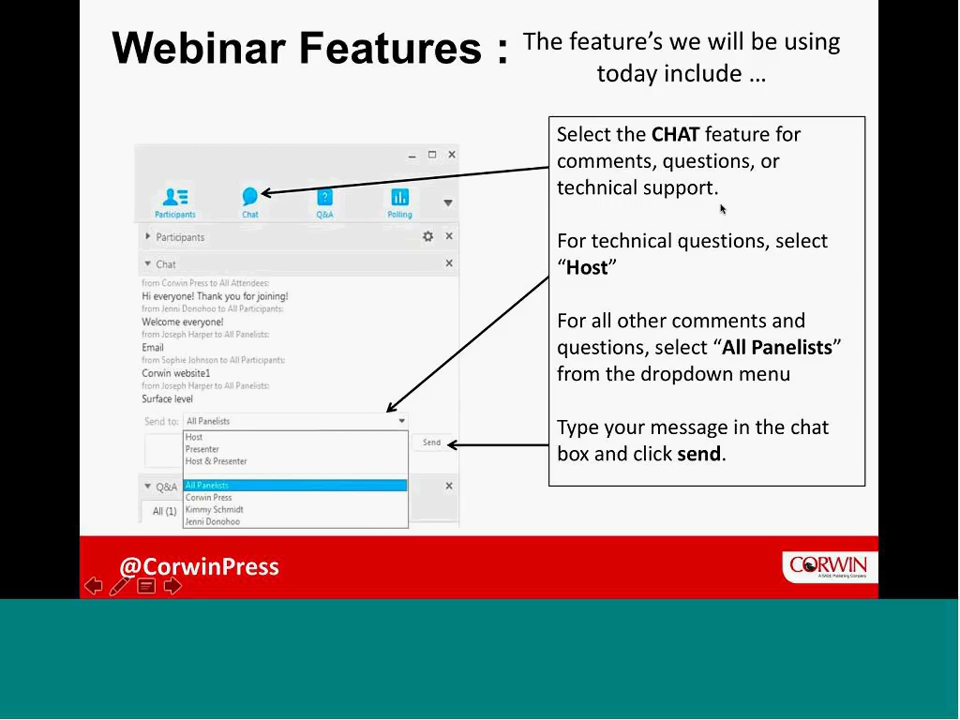 Webinar Features :
The feature's we will be using
today include ...
Select the CHAT feature for
comments, questions, or
technical support.
For technical questions, select
“Host”
For all other comments and
questions, select “All Panelists”
from the dropdown menu
Type your message in the chat
box and click send.
Participants
Chat
Q&A
Polling
Participants
Chat
from Corwin Press to All Attendees:
Hi everyone! Thank you for joining!
from Jenni Donohoo to All Participants:
Welcome everyone!
from Joseph Harper to All Panelists:
Email
from Sophie Johnson to All Participants:
Corwin website1
from Joseph Harper to All Panelists:
Surface level
Send to: All Panelists
Host
Presenter
Host & Presenter
All Panelists
Corwin Press
Kimmy Schmidt
Jenni Donohoo
Send
Q&A
All (1)
@CorwinPress
CORWIN
A SAGE Publishing Company